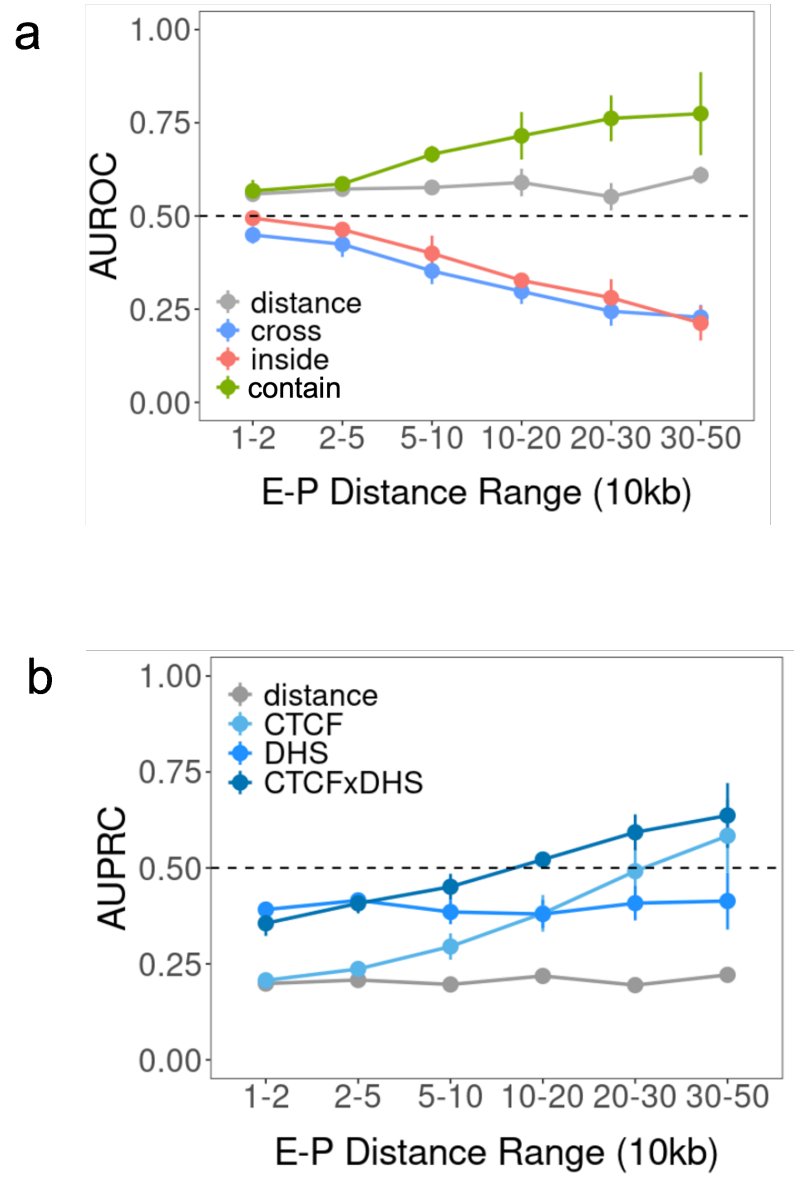 a
1.00
0.75
0.50
0.25
0.00
AUROC
distance
cross
inside
contain
1-2 2-5 5-10 10-20 20-30 30-50
E-P Distance Range (10kb)
b
1.00
0.75
0.50
0.25
0.00
AUPRC
distance
CTCF
DHS
CTCFxDHS
1-2 2-5 5-10 10-20 20-30 30-50
E-P Distance Range (10kb)